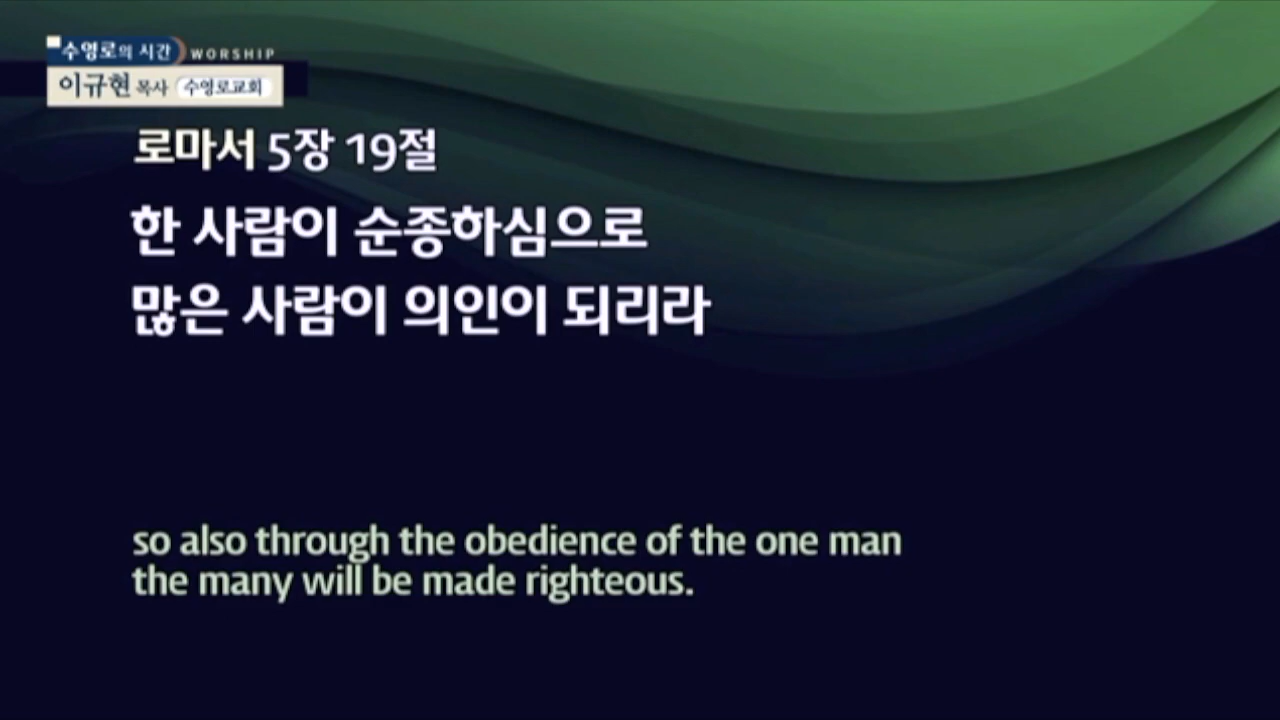 수영로의 시간 WORSHIP
이규현 목사 수영로교회
로마서 5장 19절
한 사람이 순종하심으로
많은 사람이 의인이 되리라
so also through the obedience of the one man
the many will be made righteous.